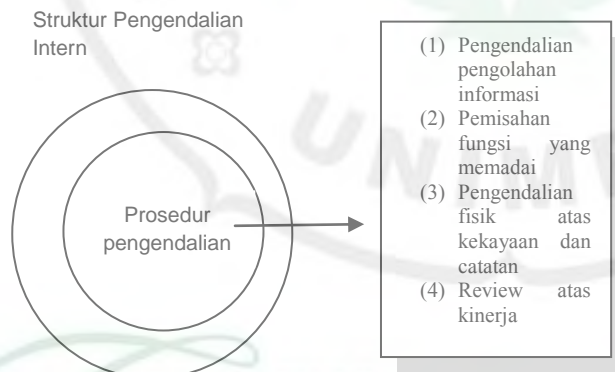 Struktur Pengendalian
Intern
Prosedur
pengendalian
(1) Pengendalian
pengolahan
informasi
(2) Pemisahan
fungsi yang
memadai
(3) Pengendalian
fisik atas
kekayaan dan
catatan
(4) Review atas
kinerja